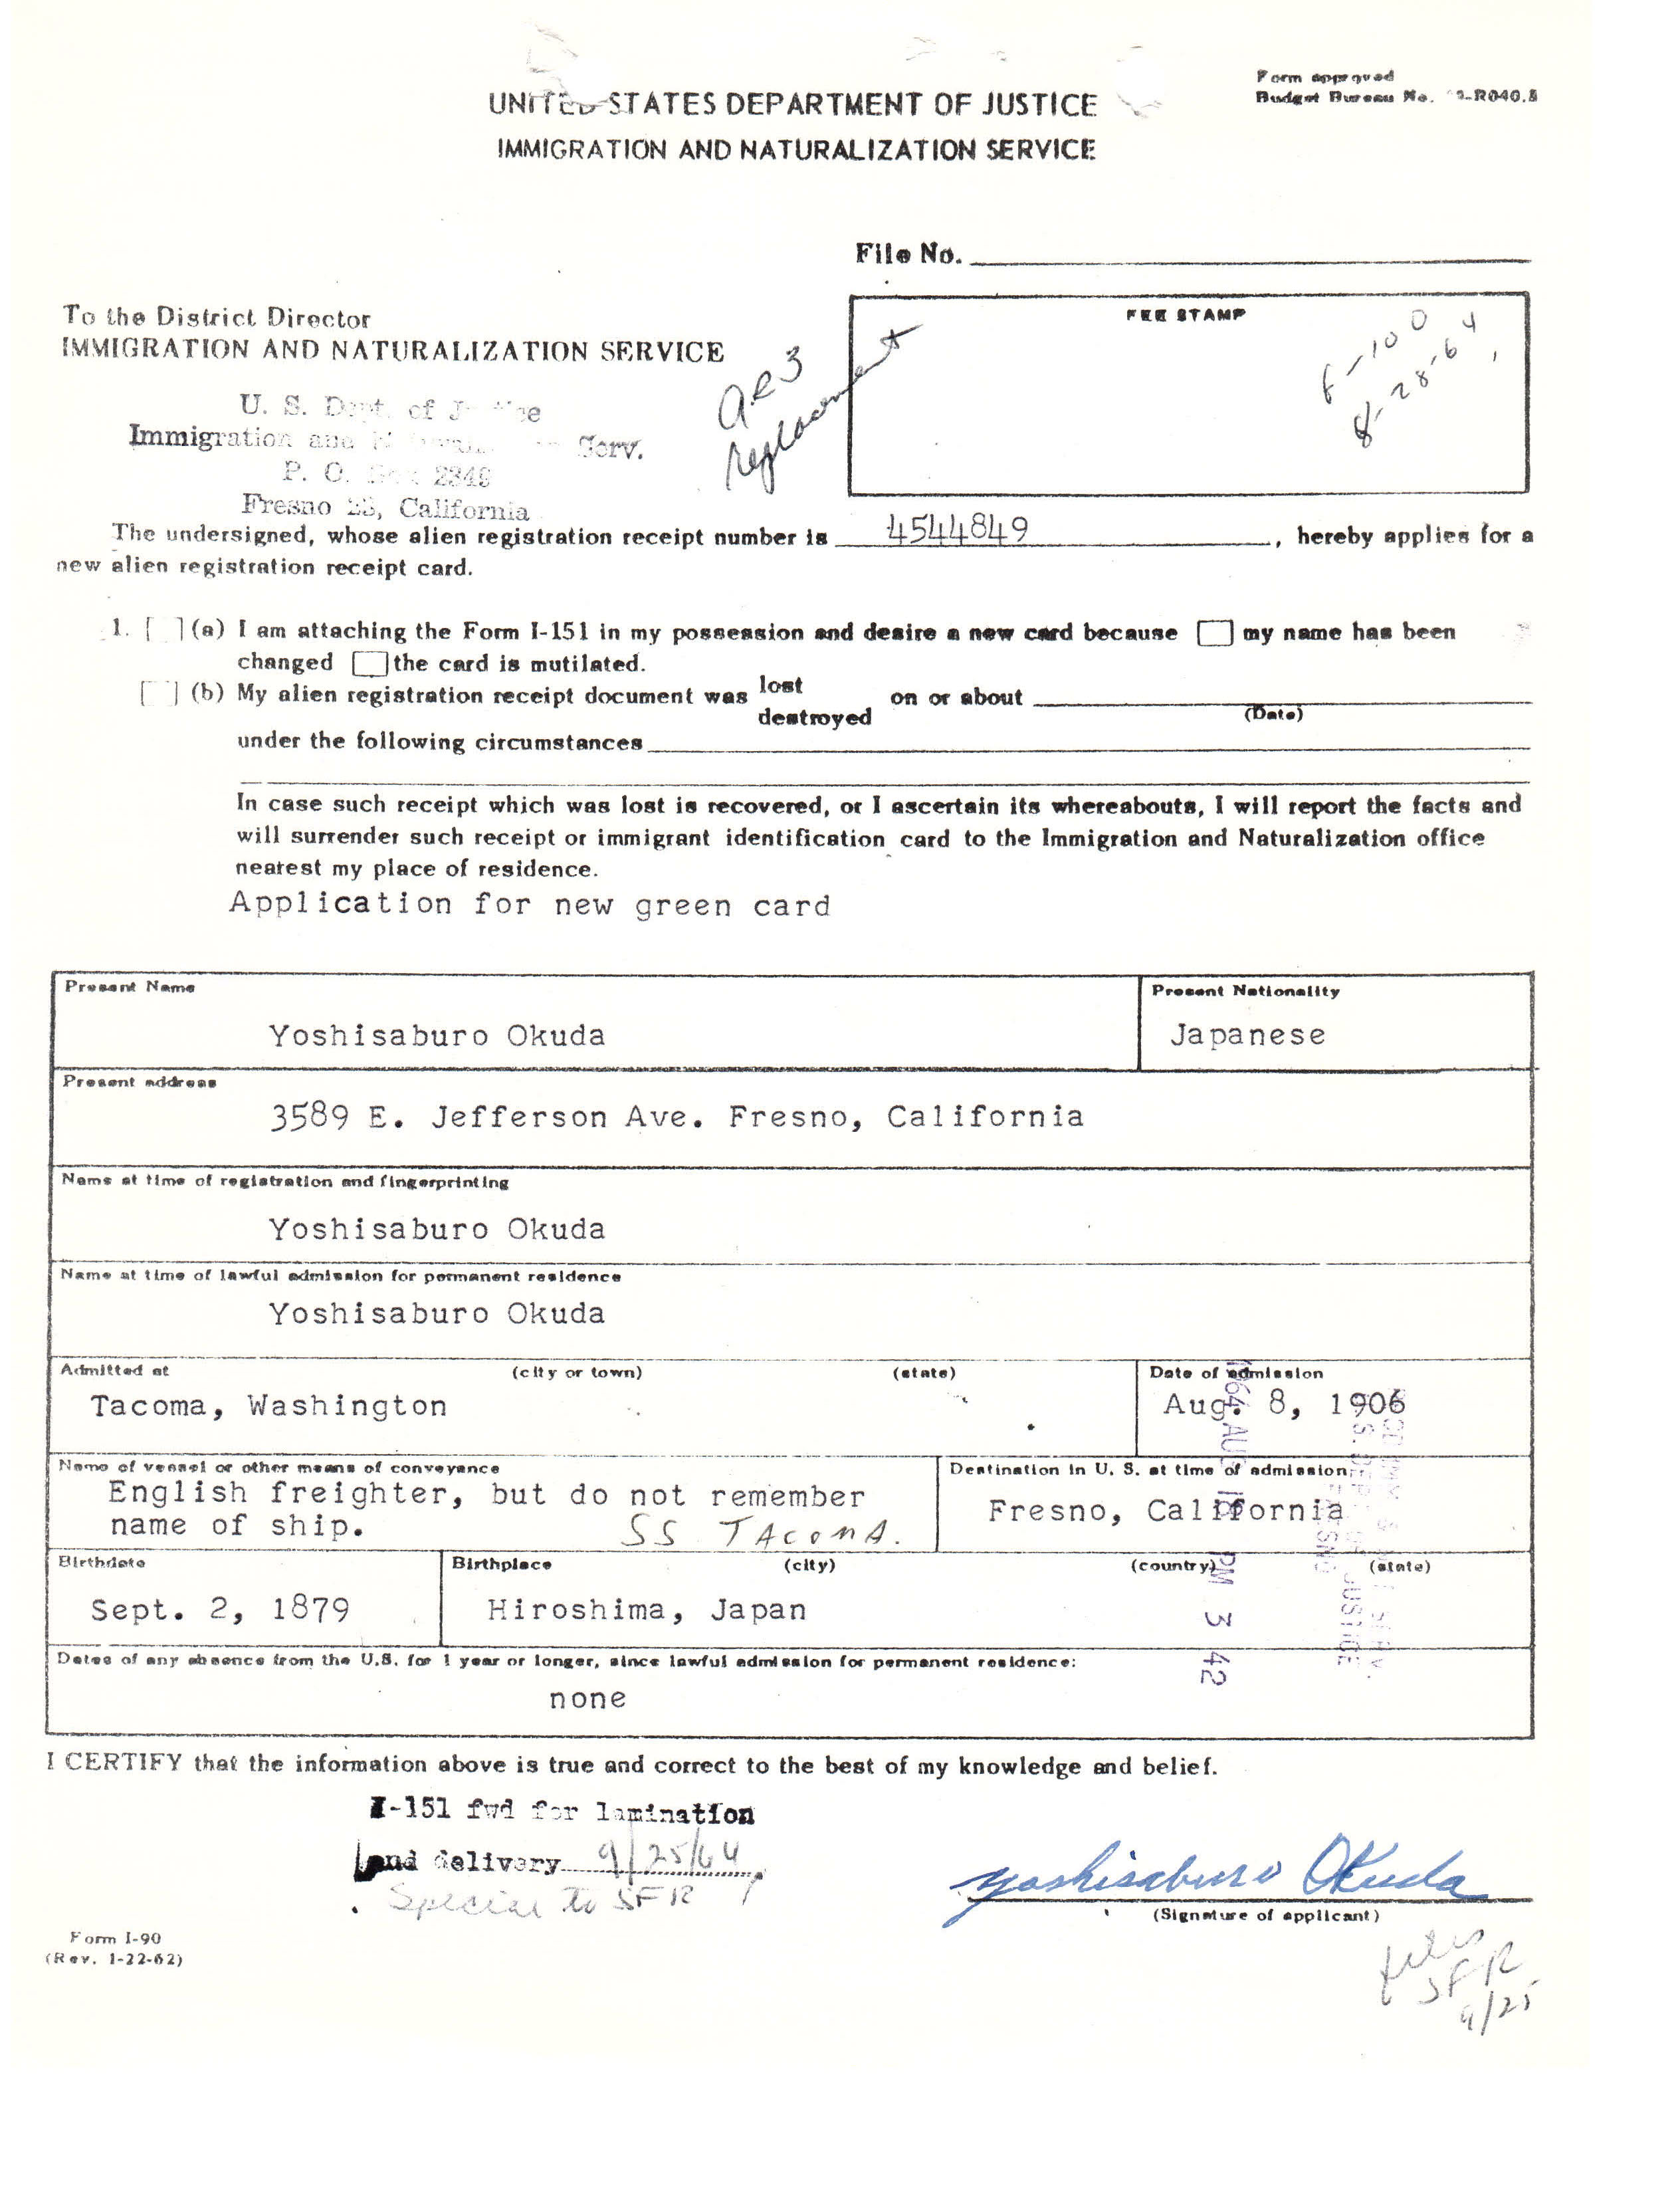 Form approved
Budget Bureau No. -R040.5
UNITED STATES DEPARTMENT OF JUSTICE
IMMIGRATION AND NATURALIZATION SERVICE
File No.
To the District Director
IMMIGRATION AND NATURALIZATION SERVICE
FEE STAMP
8-28-64
AR3
replacement
U. S. Dept. of Justice
Immigration and Serv.
P. O. Box 2349
Fresno 23, California
The undersigned, whose alien registration receipt number is 4544849, hereby applies for a
new alien registration receipt card.
1. [ ] (a) I am attaching the Form I-151 in my possession and desire a new card because [ ] my name has been
changed [ ] the card is mutilated.
[ ] (b) My alien registration receipt document was lost on or about
destroyed (Date)
under the following circumstances
In case such receipt which was lost is recovered, or I ascertain its whereabouts, I will report the facts and
will surrender such receipt or immigrant identification card to the Immigration and Naturalization office
nearest my place of residence.
Application for new green card
Present Name Present Nationality
Yoshisaburo Okuda Japanese
Present address
3589 E. Jefferson Ave. Fresno, California
Name at time of registration and fingerprinting
Yoshisaburo Okuda
Name at time of lawful admission for permanent residence
Yoshisaburo Okuda
Admitted at (city or town) (state) Date of admission
Tacoma, Washington Aug. 8, 1906
Name of vessel or other means of conveyance Destination in U. S. at time of admission
English freighter, but do not remember Fresno, California
name of ship. SS TACOMA.
Birthdate Birthplace (city) (country) (state)
Sept. 2, 1879 Hiroshima, Japan
Dates of any absence from the U.S. for 1 year or longer, since lawful admission for permanent residence:
none
1964 AUG PM 3 42
I CERTIFY that the information above is true and correct to the best of my knowledge and belief.
I-151 fwd for lamination
and delivery 9/25/64
Special to SFR
Yoshisaburo Okuda
(Signature of applicant)
Form I-90
(Rev. 1-22-62)
files
SFR
9/25